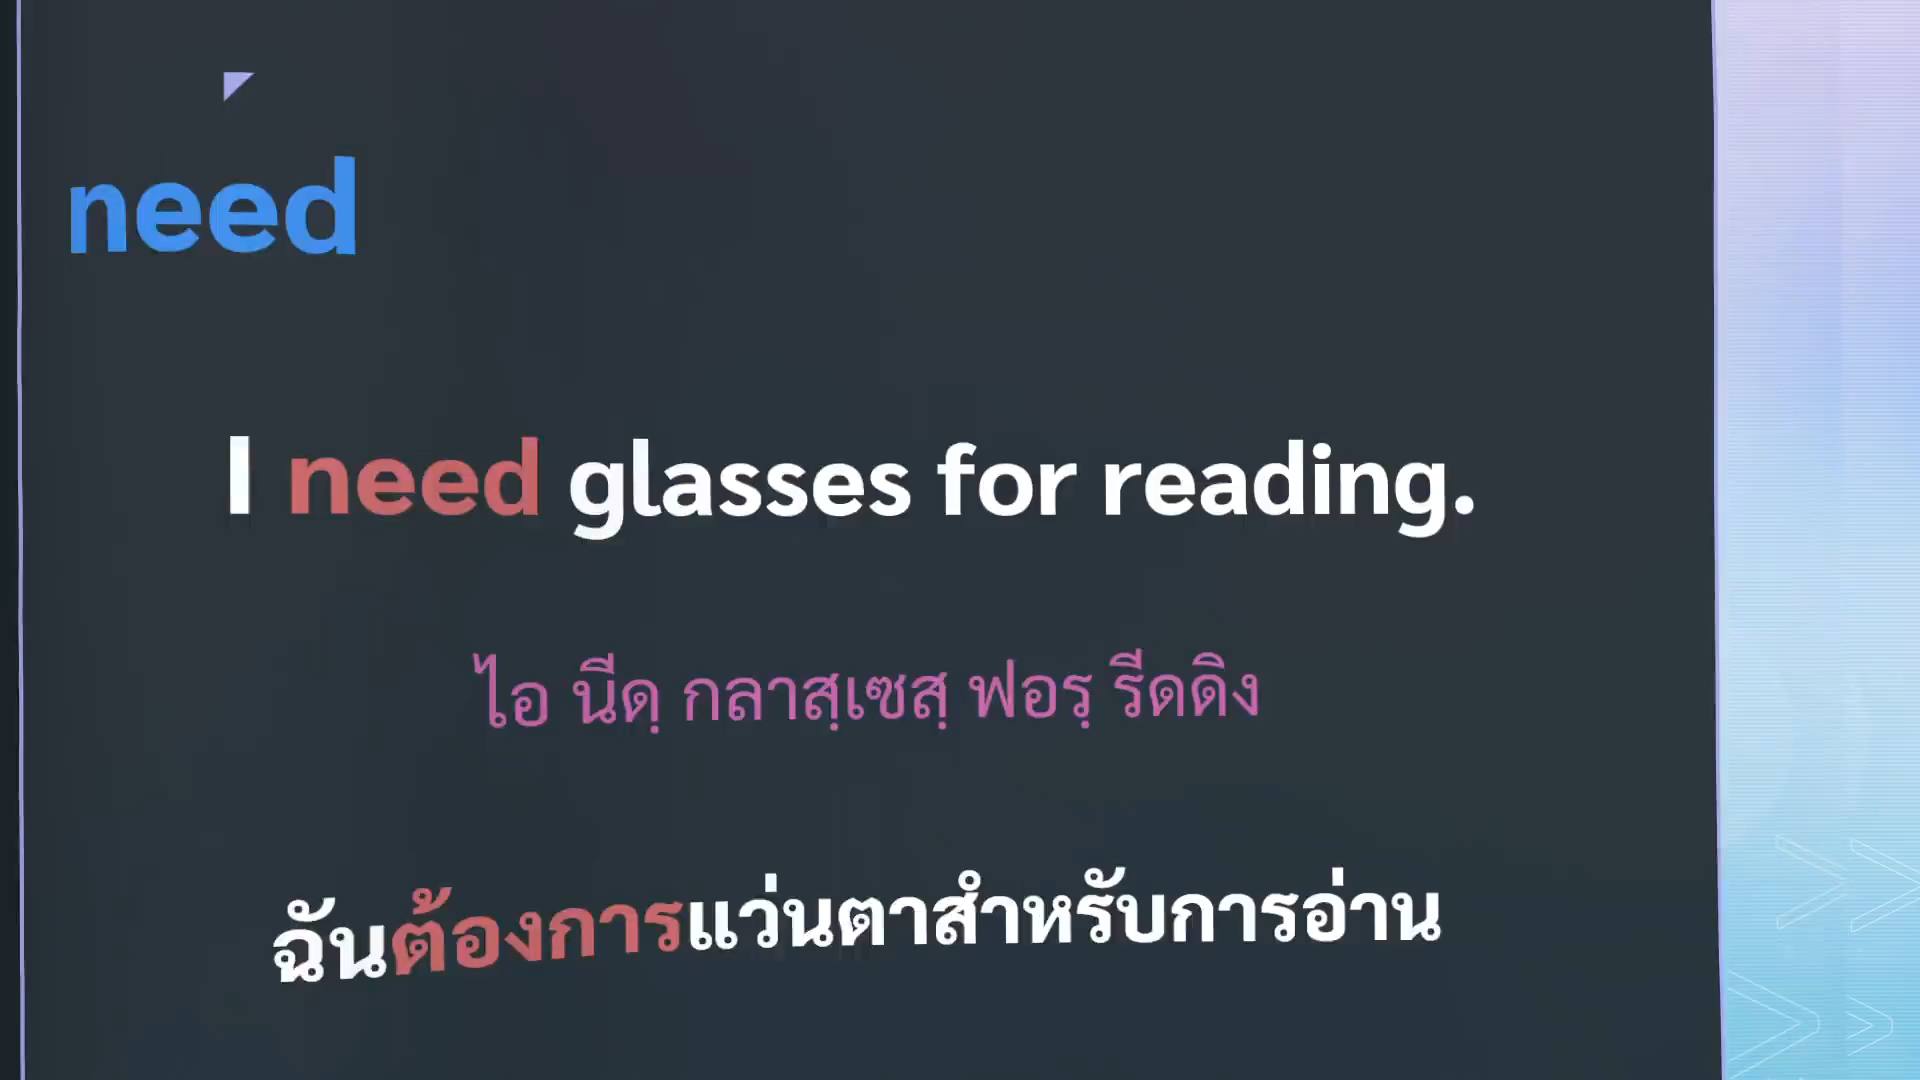 need
I need glasses for reading.
ไอ นีดฺ กลาสฺเซสฺ ฟอรฺ รีดดิง
ฉันต้องการแว่นตาสำหรับการอ่าน